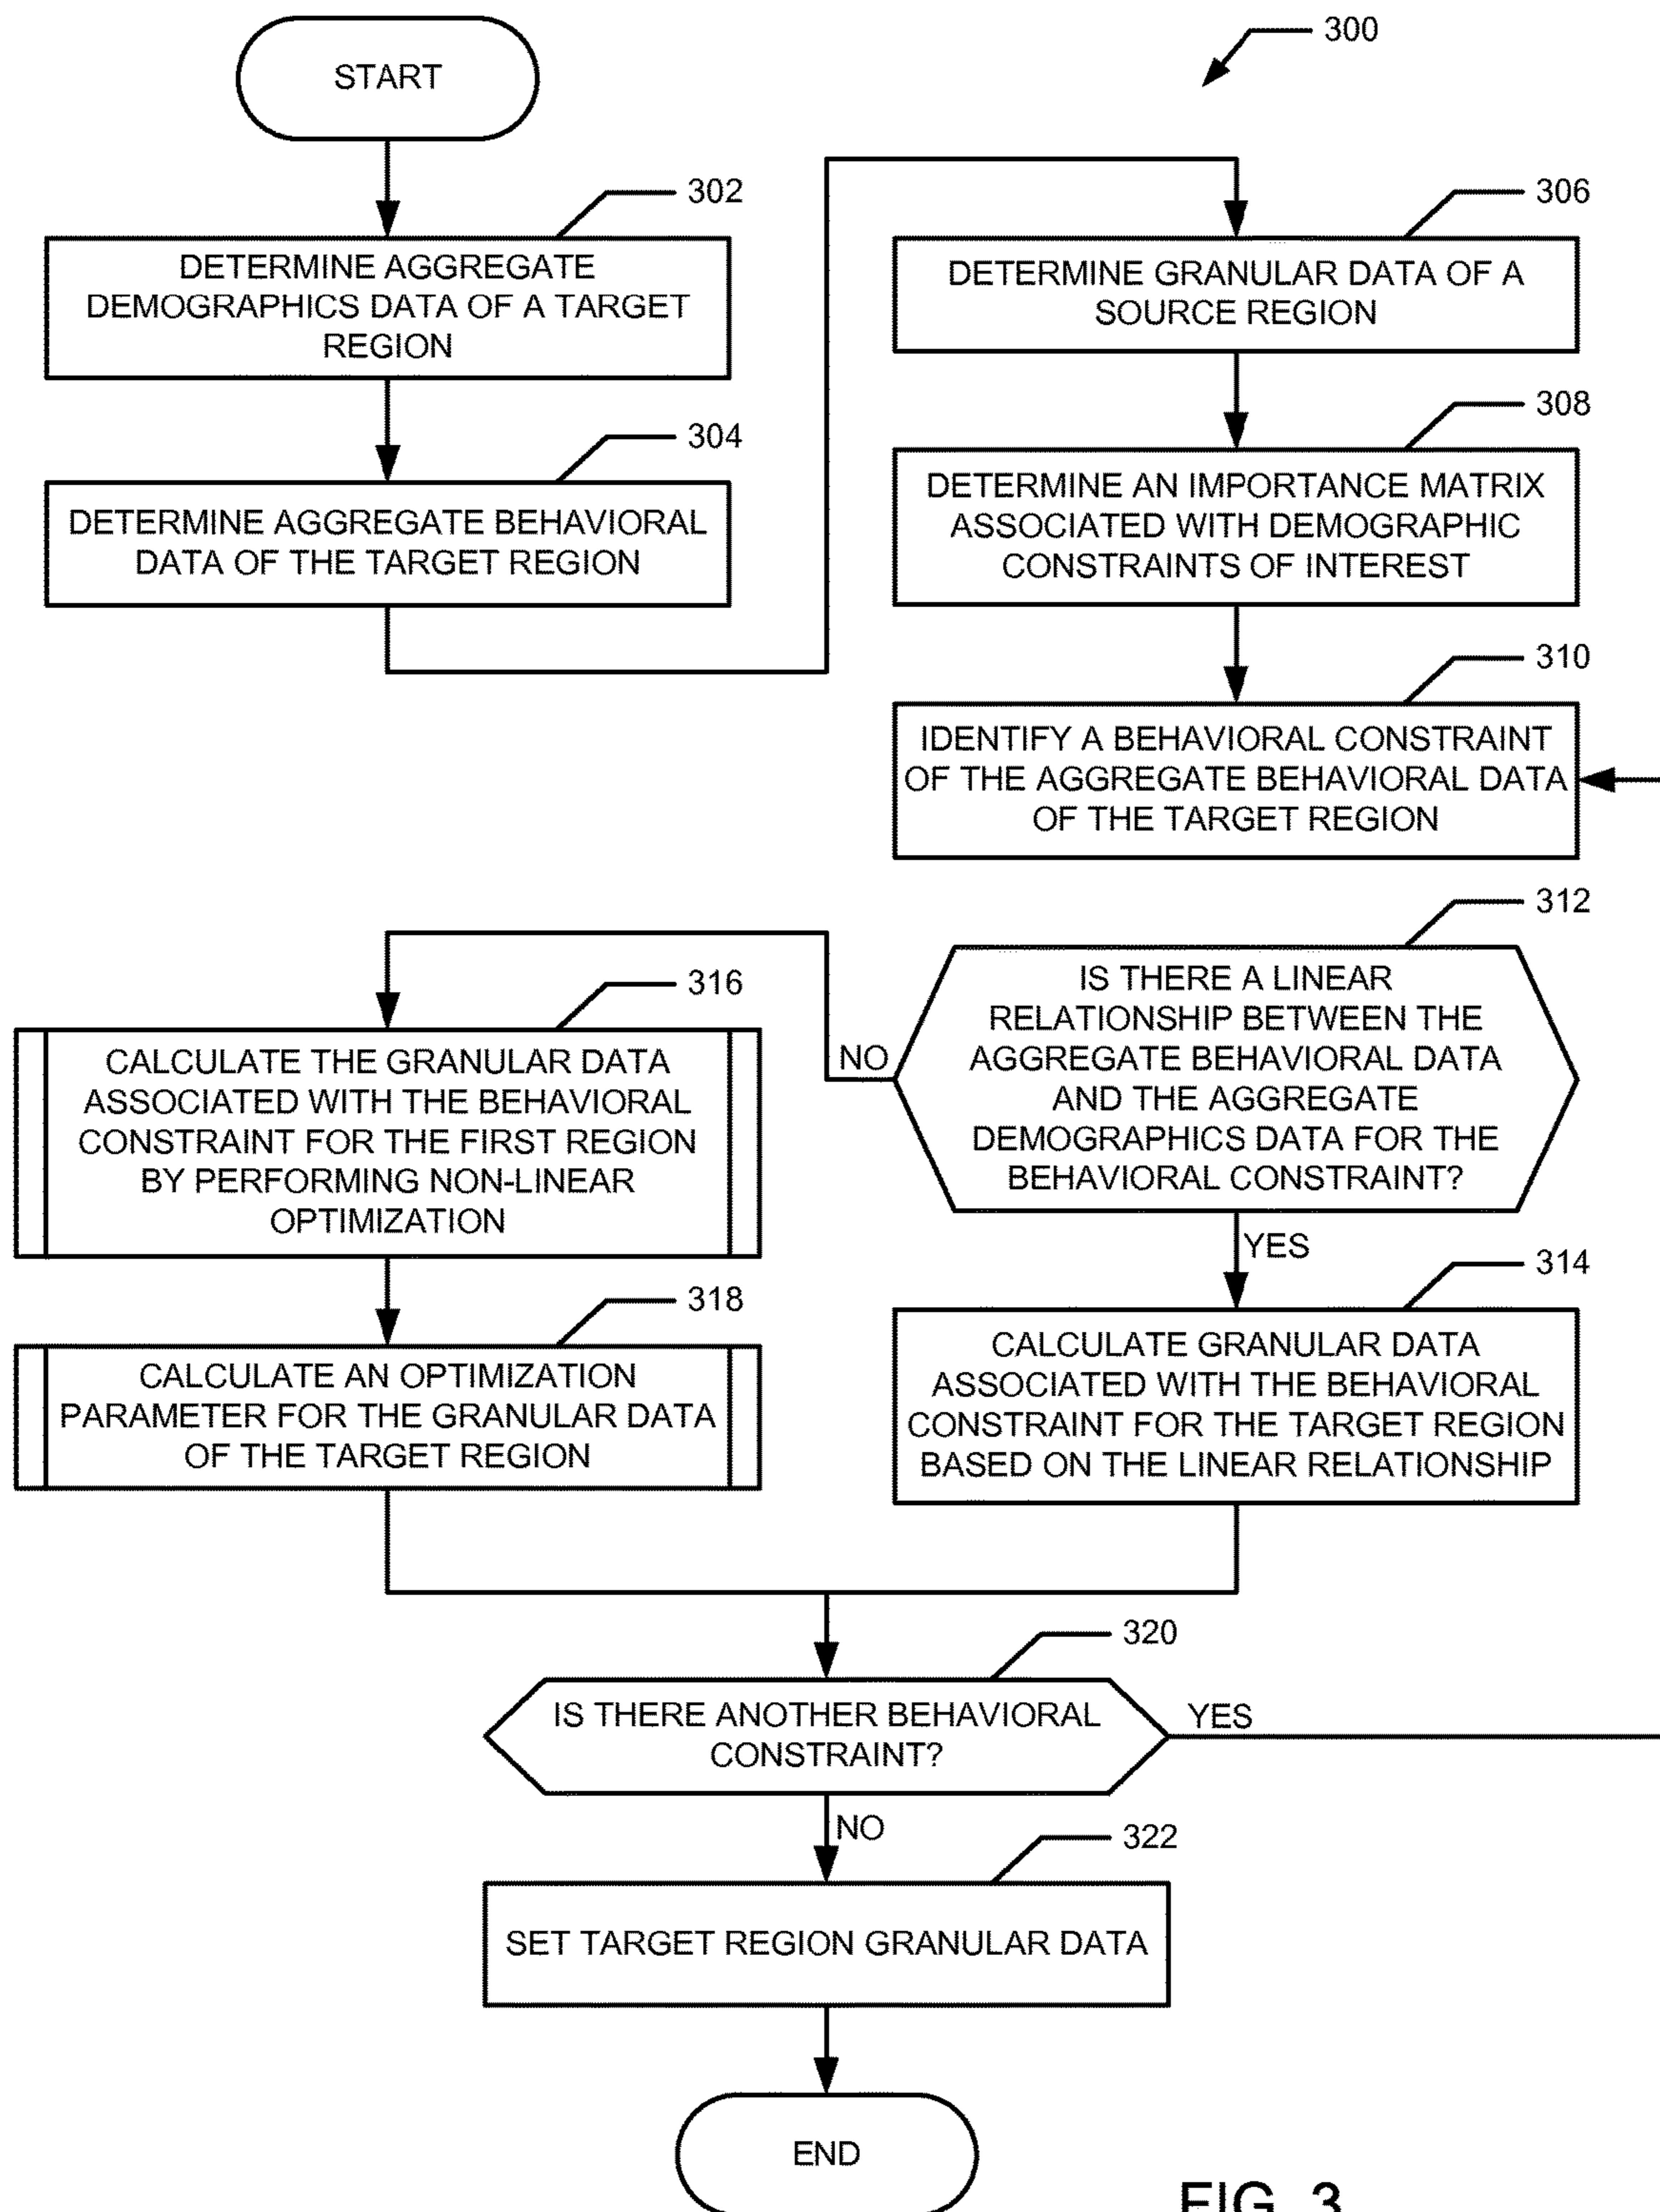 START
300
302
DETERMINE AGGREGATE
DEMOGRAPHICS DATA OF A TARGET
REGION
304
DETERMINE AGGREGATE BEHAVIORAL
DATA OF THE TARGET REGION
306
DETERMINE GRANULAR DATA OF A
SOURCE REGION
308
DETERMINE AN IMPORTANCE MATRIX
ASSOCIATED WITH DEMOGRAPHIC
CONSTRAINTS OF INTEREST
310
IDENTIFY A BEHAVIORAL CONSTRAINT
OF THE AGGREGATE BEHAVIORAL DATA
OF THE TARGET REGION
312
IS THERE A LINEAR
RELATIONSHIP BETWEEN THE
AGGREGATE BEHAVIORAL DATA
AND THE AGGREGATE
DEMOGRAPHICS DATA FOR THE
BEHAVIORAL CONSTRAINT?
NO
YES
314
CALCULATE GRANULAR DATA
ASSOCIATED WITH THE BEHAVIORAL
CONSTRAINT FOR THE TARGET REGION
BASED ON THE LINEAR RELATIONSHIP
316
CALCULATE THE GRANULAR DATA
ASSOCIATED WITH THE BEHAVIORAL
CONSTRAINT FOR THE FIRST REGION
BY PERFORMING NON-LINEAR
OPTIMIZATION
318
CALCULATE AN OPTIMIZATION
PARAMETER FOR THE GRANULAR DATA
OF THE TARGET REGION
320
IS THERE ANOTHER BEHAVIORAL
CONSTRAINT?
YES
NO
322
SET TARGET REGION GRANULAR DATA
END
FIG. 3